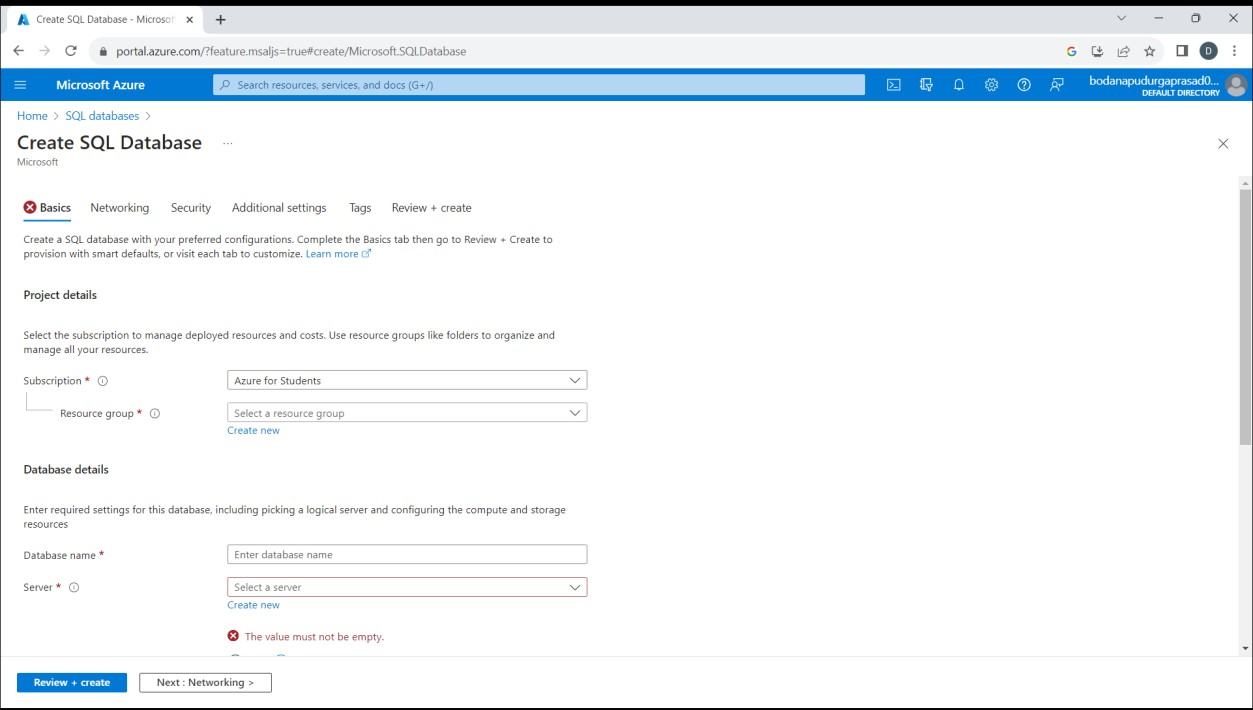 Create SQL Database - Microsof
portal.azure.com/?feature.msaljs=true#create/Microsoft.SQLDatabase
G
D
Microsoft Azure
Search resources, services, and docs (G+/)
bodanapudurgaprasad0...
DEFAULT DIRECTORY
Home > SQL databases >
Create SQL Database ...
Microsoft
Basics Networking Security Additional settings Tags Review + create
Create a SQL database with your preferred configurations. Complete the Basics tab then go to Review + Create to
provision with smart defaults, or visit each tab to customize. Learn more
Project details
Select the subscription to manage deployed resources and costs. Use resource groups like folders to organize and
manage all your resources.
Subscription *
Azure for Students
Resource group *
Select a resource group
Create new
Database details
Enter required settings for this database, including picking a logical server and configuring the compute and storage
resources
Database name *
Enter database name
Server *
Select a server
Create new
The value must not be empty.
Review + create
Next : Networking >